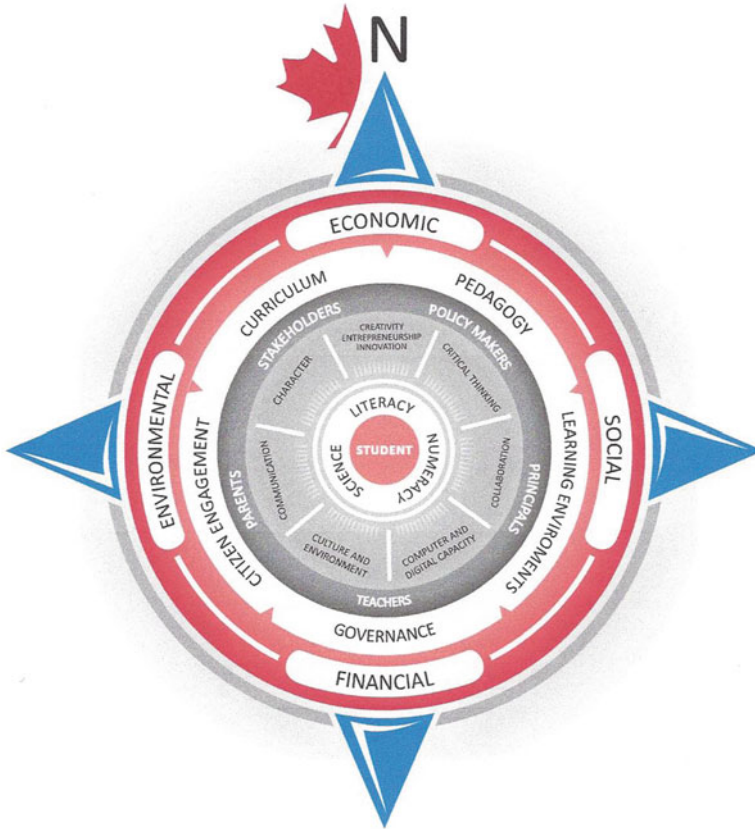 N
ECONOMIC
CURRICULUM
PEDAGOGY
STAKEHOLDERS
POLICY MAKERS
CREATIVITY
ENTREPRENEURSHIP
INNOVATION
CHARACTER
CRITICAL THINKING
LITERACY
ENVIRONMENTAL
SOCIAL
CITIZEN ENGAGEMENT
LEARNING ENVIROMENTS
PARENTS
PRINCIPALS
COMMUNICATION
COLLABORATION
SCIENCE
STUDENT
NUMERACY
CULTURE AND
ENVIRONMENT
COMPUTER AND
DIGITAL CAPACITY
TEACHERS
GOVERNANCE
FINANCIAL